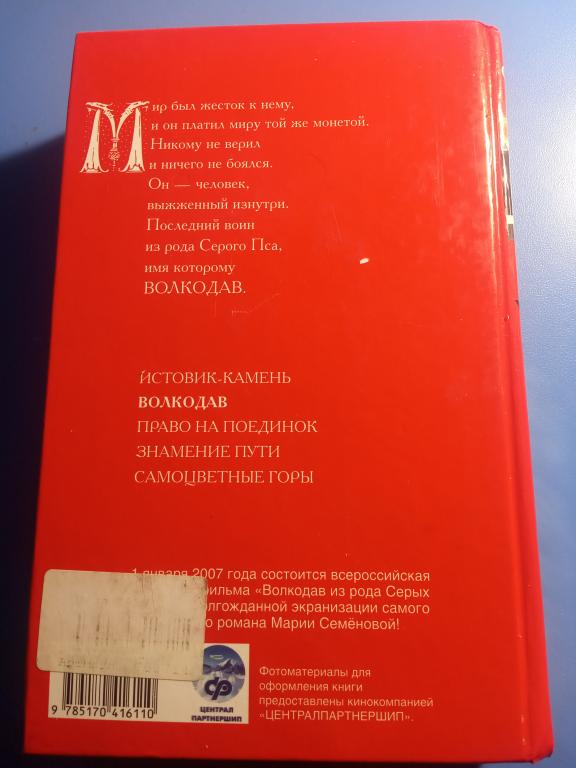 Мир был жесток к нему,
и он платил миру той же монетой.
Никому не верил
и ничего не боялся.
Он — человек,
выжженный изнутри.
Последний воин
из рода Серого Пса,
имя которому
ВОЛКОДАВ.
ИСТОВИК-КАМЕНЬ
ВОЛКОДАВ
ПРАВО НА ПОЕДИНОК
ЗНАМЕНИЕ ПУТИ
САМОЦВЕТНЫЕ ГОРЫ
1 января 2007 года состоится всероссийская
«Волкодав из рода Серых
экранизации самого
романа Марии Семёновой!
ЦЕНТРАЛ
ПАРТНЕРШИП
Фотоматериалы для
оформления книги
предоставлены кинокомпанией
«ЦЕНТРАЛПАРТНЕРШИП».
9 785170 416110